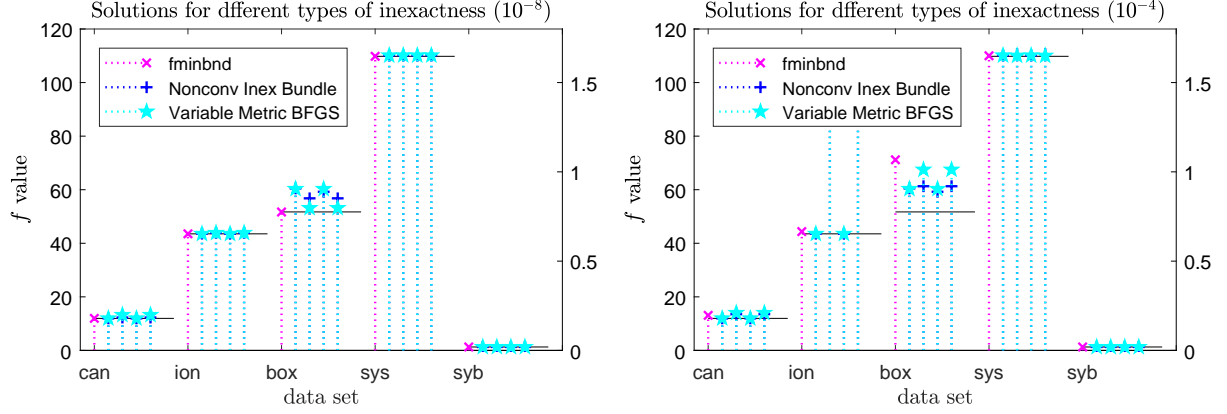 Solutions for dfferent types of inexactness (10⁻⁸)
120
100
80
60
40
20
0
f value
1.5
1
0.5
0
fminbnd
Nonconv Inex Bundle
Variable Metric BFGS
can ion box sys syb
data set
Solutions for dfferent types of inexactness (10⁻⁴)
120
100
80
60
40
20
0
f value
1.5
1
0.5
0
fminbnd
Nonconv Inex Bundle
Variable Metric BFGS
can ion box sys syb
data set